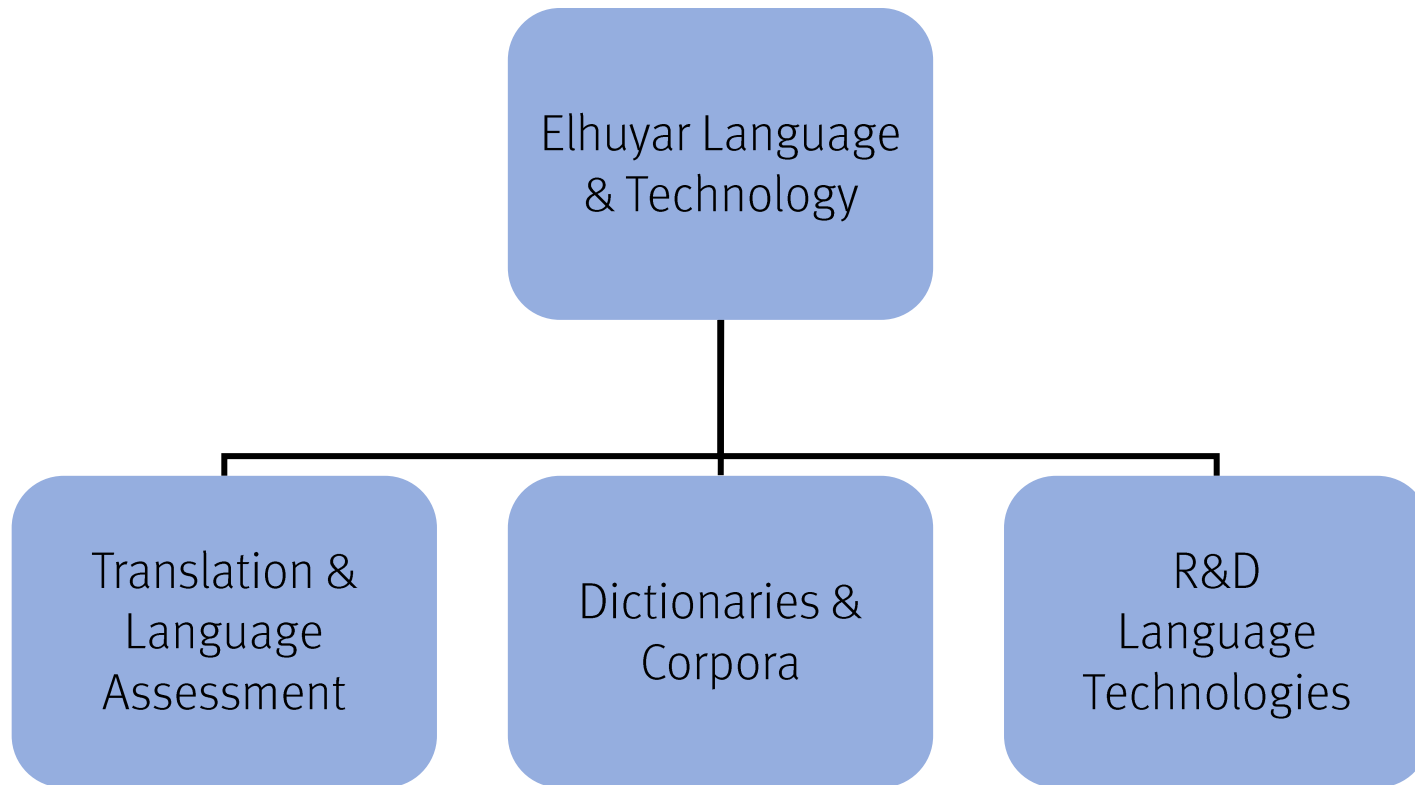 Elhuyar Language
& Technology
Translation &
Language
Assessment
Dictionaries &
Corpora
R&D
Language
Technologies